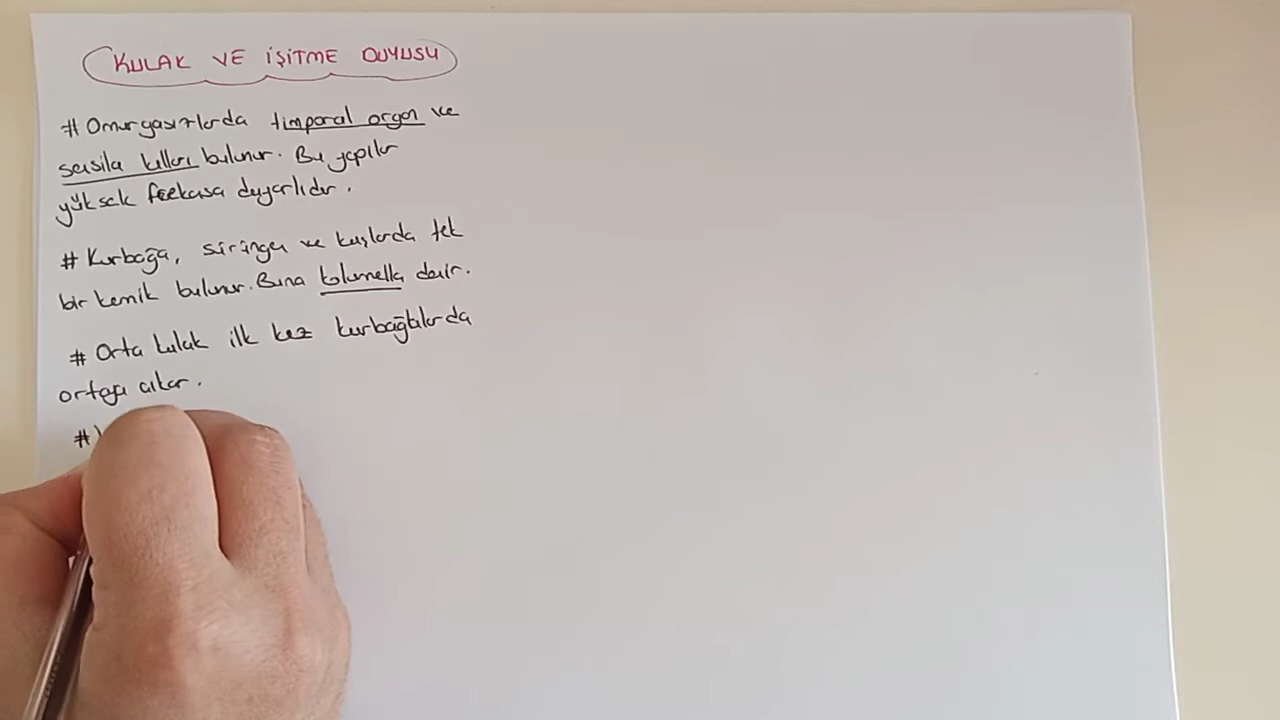 KULAK VE İŞİTME DUYUSU
# Omurgasızlarda timporal organ ve
sensila kılları bulunur. Bu yapılar
yüksek frekansa duyarlıdır.
# Kurbağa, sürüngen ve kuşlarda tek
bir kemik bulunur. Buna kolumella denir.
# Orta kulak ilk kez kurbağalarda
ortaya çıkar.
#